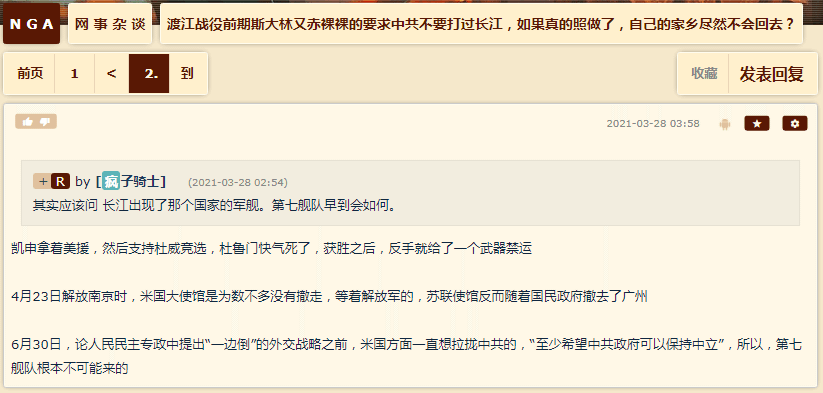 NGA 网事杂谈 渡江战役前期斯大林又赤裸裸的要求中共不要打过长江，如果真的照做了，自己的家乡尽然不会回去？
前页 1 < 2. 到 收藏 发表回复
2021-03-28 03:58
+ R by [疯子骑士] (2021-03-28 02:54)
其实应该问 长江出现了那个国家的军舰。第七舰队早到会如何。
凯申拿着美援，然后支持杜威竞选，杜鲁门快气死了，获胜之后，反手就给了一个武器禁运
4月23日解放南京时，米国大使馆是为数不多没有撤走，等着解放军的，苏联使馆反而随着国民政府撤去了广州
6月30日，论人民民主专政中提出“一边倒”的外交战略之前，米国方面一直想拉拢中共的，“至少希望中共政府可以保持中立”，所以，第七
舰队根本不可能来的